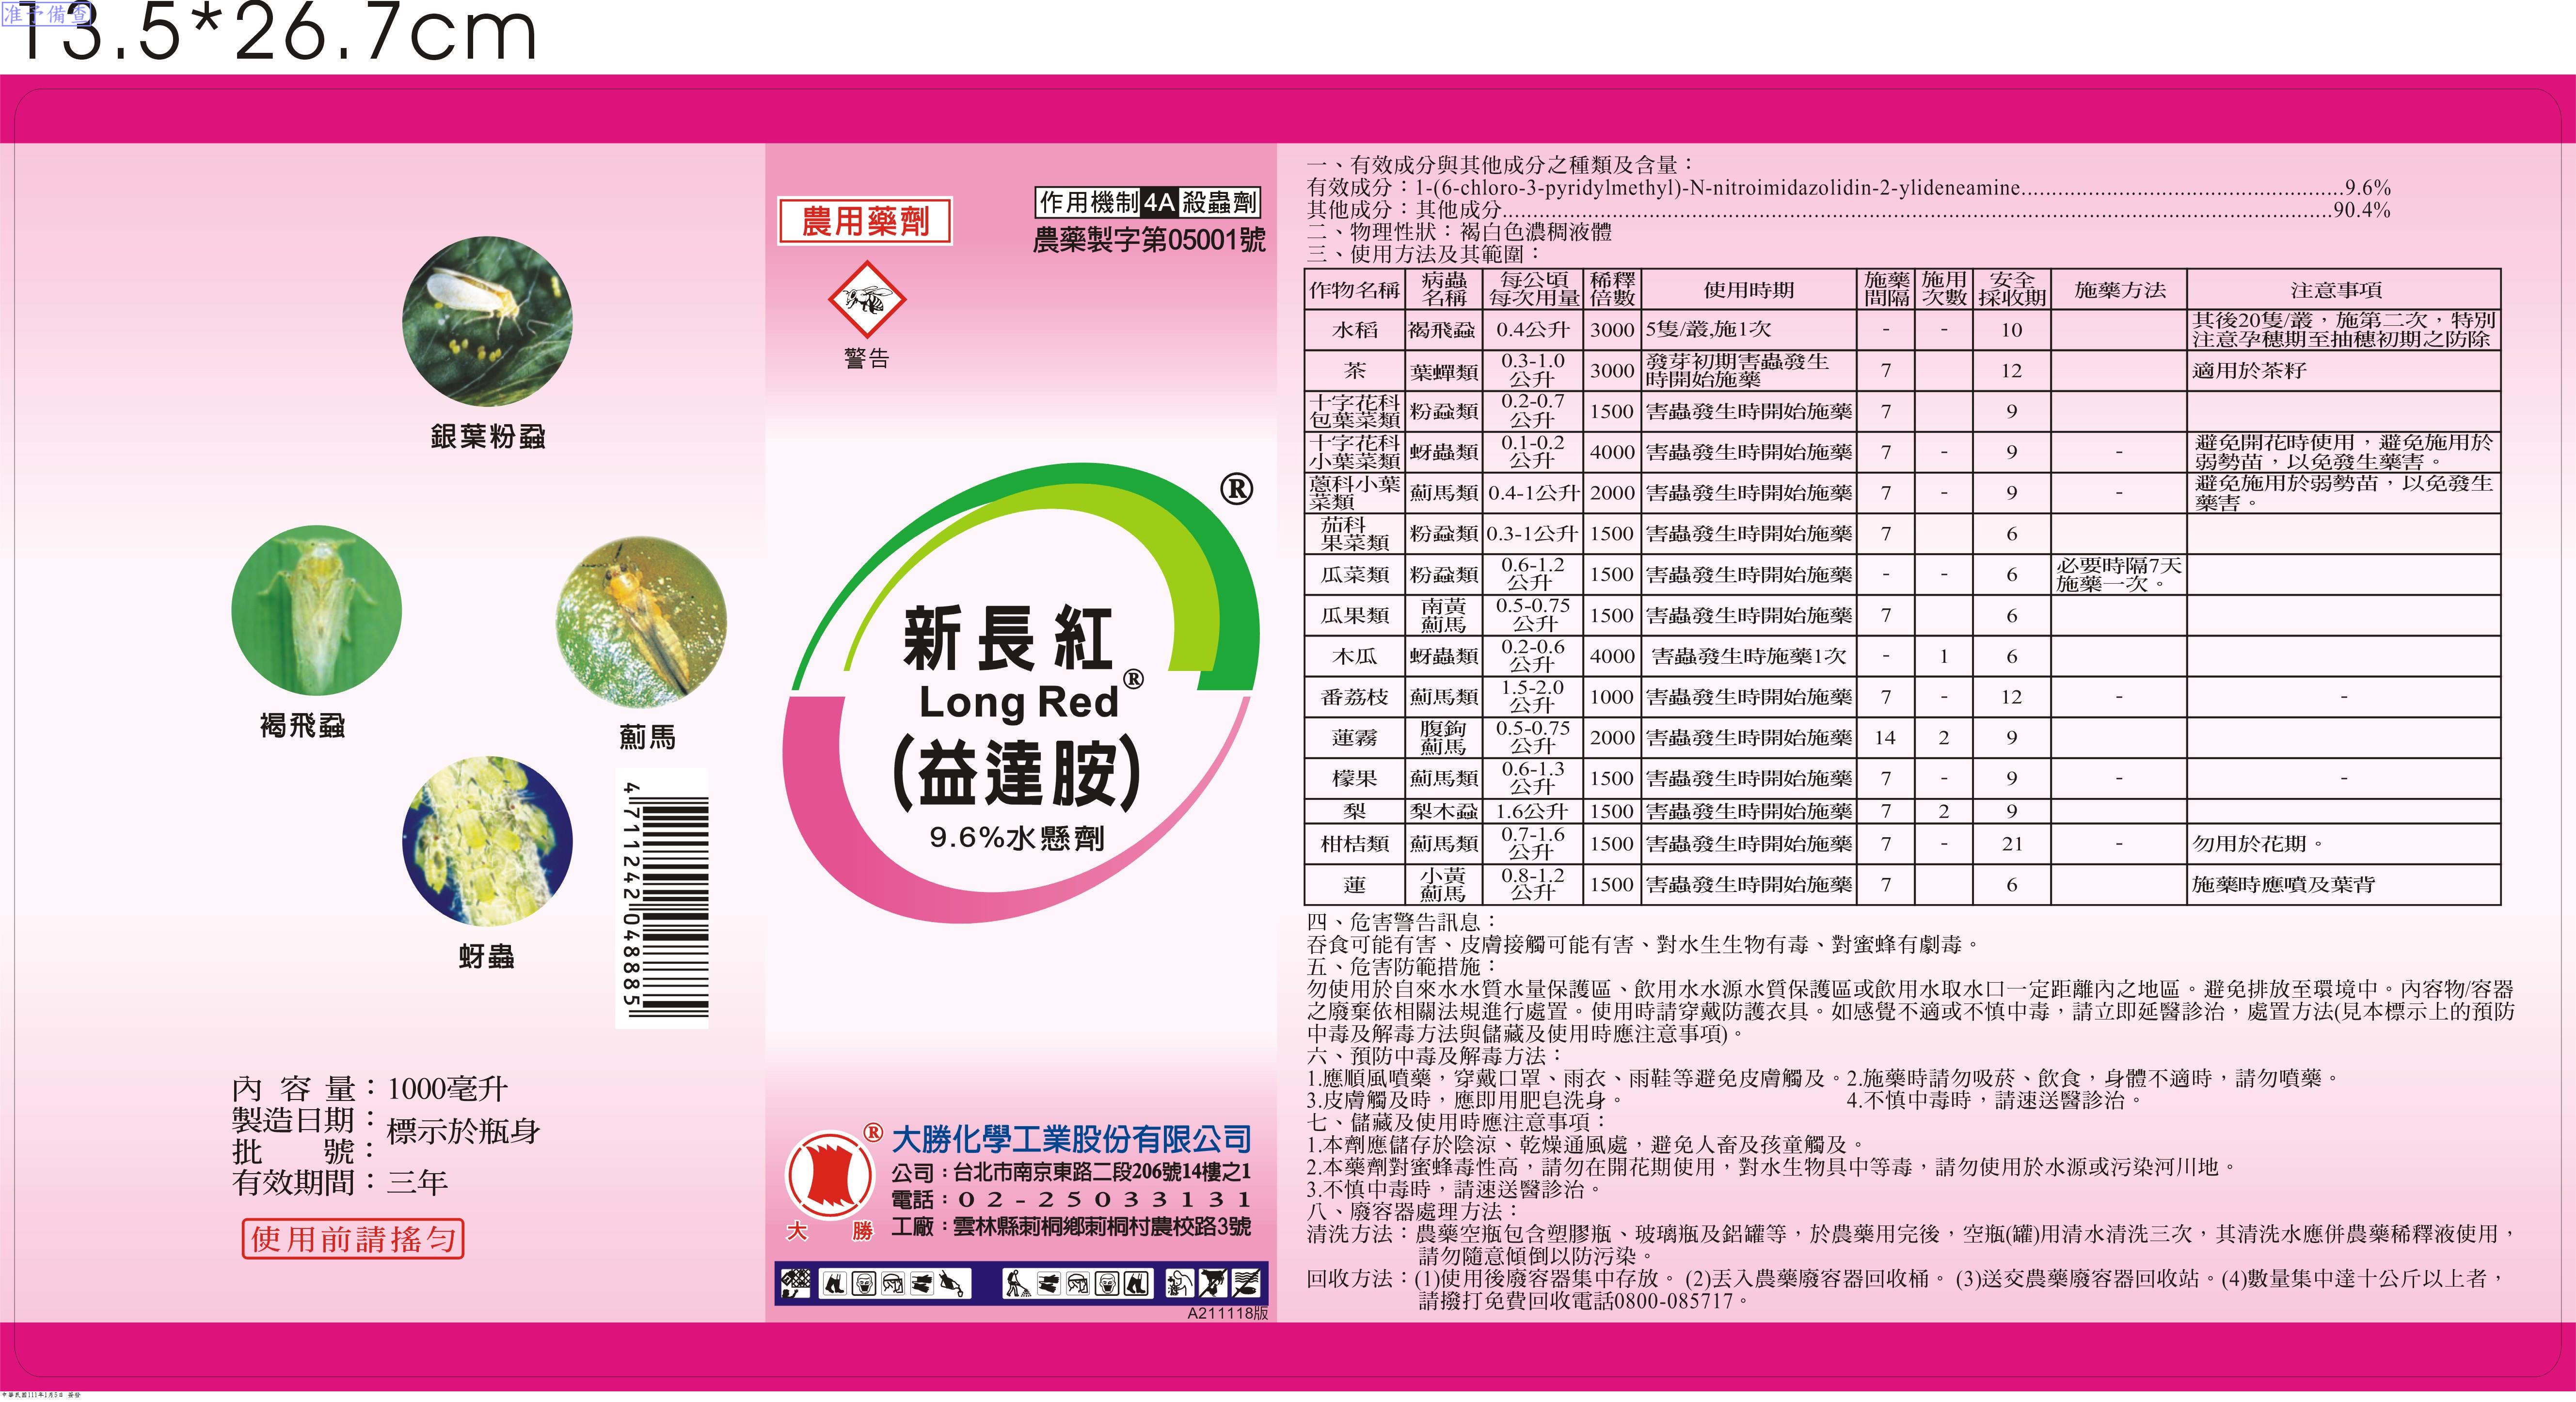 准予備查
13.5*26.7cm
銀葉粉蝨
褐飛蝨
薊馬
蚜蟲
4711242048885
內容量：1000毫升
製造日期：
批號：
標示於瓶身
有效期間：三年
使用前請搖勻
農用藥劑
作用機制4A殺蟲劑
農藥製字第05001號
警告
®
新長紅
Long Red®
(益達胺)
9.6%水懸劑
®
大勝
大勝化學工業股份有限公司
公司：台北市南京東路二段206號14樓之1
電話：02-25033131
工廠：雲林縣莿桐鄉莿桐村農校路3號
A211118版
一、有效成分與其他成分之種類及含量：
有效成分：1-(6-chloro-3-pyridylmethyl)-N-nitroimidazolidin-2-ylideneamine.....................................................9.6%
其他成分：其他成分.....................................................90.4%
二、物理性狀：褐白色濃稠液體
三、使用方法及其範圍：
作物名稱 病蟲名稱 每公頃每次用量 稀釋倍數 使用時期 施藥間隔 施用次數 安全採收期 施藥方法 注意事項
水稻 褐飛蝨 0.4公升 3000 5隻/叢,施1次 - - 10 其後20隻/叢，施第二次，特別注意孕穗期至抽穗初期之防除
茶 葉蟬類 0.3-1.0公升 3000 發芽初期害蟲發生時開始施藥 7 12 適用於茶籽
十字花科包葉菜類 粉蝨類 0.2-0.7公升 1500 害蟲發生時開始施藥 7 9
十字花科小葉菜類 蚜蟲類 0.1-0.2公升 4000 害蟲發生時開始施藥 7 - 9 - 避免開花時使用，避免施用於弱勢苗，以免發生藥害。
蔥科小葉菜類 薊馬類 0.4-1公升 2000 害蟲發生時開始施藥 7 - 9 - 避免施用於弱勢苗，以免發生藥害。
茄科果菜類 粉蝨類 0.3-1公升 1500 害蟲發生時開始施藥 7 6
瓜菜類 粉蝨類 0.6-1.2公升 1500 害蟲發生時開始施藥 - - 6 必要時隔7天施藥一次。
瓜果類 南黃薊馬 0.5-0.75公升 1500 害蟲發生時開始施藥 7 6
木瓜 蚜蟲類 0.2-0.6公升 4000 害蟲發生時施藥1次 - 1 6
番荔枝 薊馬類 1.5-2.0公升 1000 害蟲發生時開始施藥 7 - 12 - -
蓮霧 腹鉤薊馬 0.5-0.75公升 2000 害蟲發生時開始施藥 14 2 9
檬果 薊馬類 0.6-1.3公升 1500 害蟲發生時開始施藥 7 - 9 - -
梨 梨木蝨 1.6公升 1500 害蟲發生時開始施藥 7 2 9
柑桔類 薊馬類 0.7-1.6公升 1500 害蟲發生時開始施藥 7 - 21 - 勿用於花期。
蓮 小黃薊馬 0.8-1.2公升 1500 害蟲發生時開始施藥 7 6 施藥時應噴及葉背
四、危害警告訊息：
吞食可能有害、皮膚接觸可能有害、對水生生物有毒、對蜜蜂有劇毒。
五、危害防範措施：
勿使用於自來水水質水量保護區、飲用水水源水質保護區或飲用水取水口一定距離內之地區。避免排放至環境中。內容物/容器
之廢棄依相關法規進行處置。使用時請穿戴防護衣具。如感覺不適或不慎中毒，請立即延醫診治，處置方法(見本標示上的預防
中毒及解毒方法與儲藏及使用時應注意事項)。
六、預防中毒及解毒方法：
1.應順風噴藥，穿戴口罩、雨衣、雨鞋等避免皮膚觸及。2.施藥時請勿吸菸、飲食，身體不適時，請勿噴藥。
3.皮膚觸及時，應即用肥皂洗身。 4.不慎中毒時，請速送醫診治。
七、儲藏及使用時應注意事項：
1.本劑應儲存於陰涼、乾燥通風處，避免人畜及孩童觸及。
2.本藥劑對蜜蜂毒性高，請勿在開花期使用，對水生物具中等毒，請勿使用於水源或污染河川地。
3.不慎中毒時，請速送醫診治。
八、廢容器處理方法：
清洗方法：農藥空瓶包含塑膠瓶、玻璃瓶及鋁罐等，於農藥用完後，空瓶(罐)用清水清洗三次，其清洗水應併農藥稀釋液使用，
請勿隨意傾倒以防污染。
回收方法：(1)使用後廢容器集中存放。(2)丟入農藥廢容器回收桶。(3)送交農藥廢容器回收站。(4)數量集中達十公斤以上者，
請撥打免費回收電話0800-085717。
中華民國111年1月5日 簽發